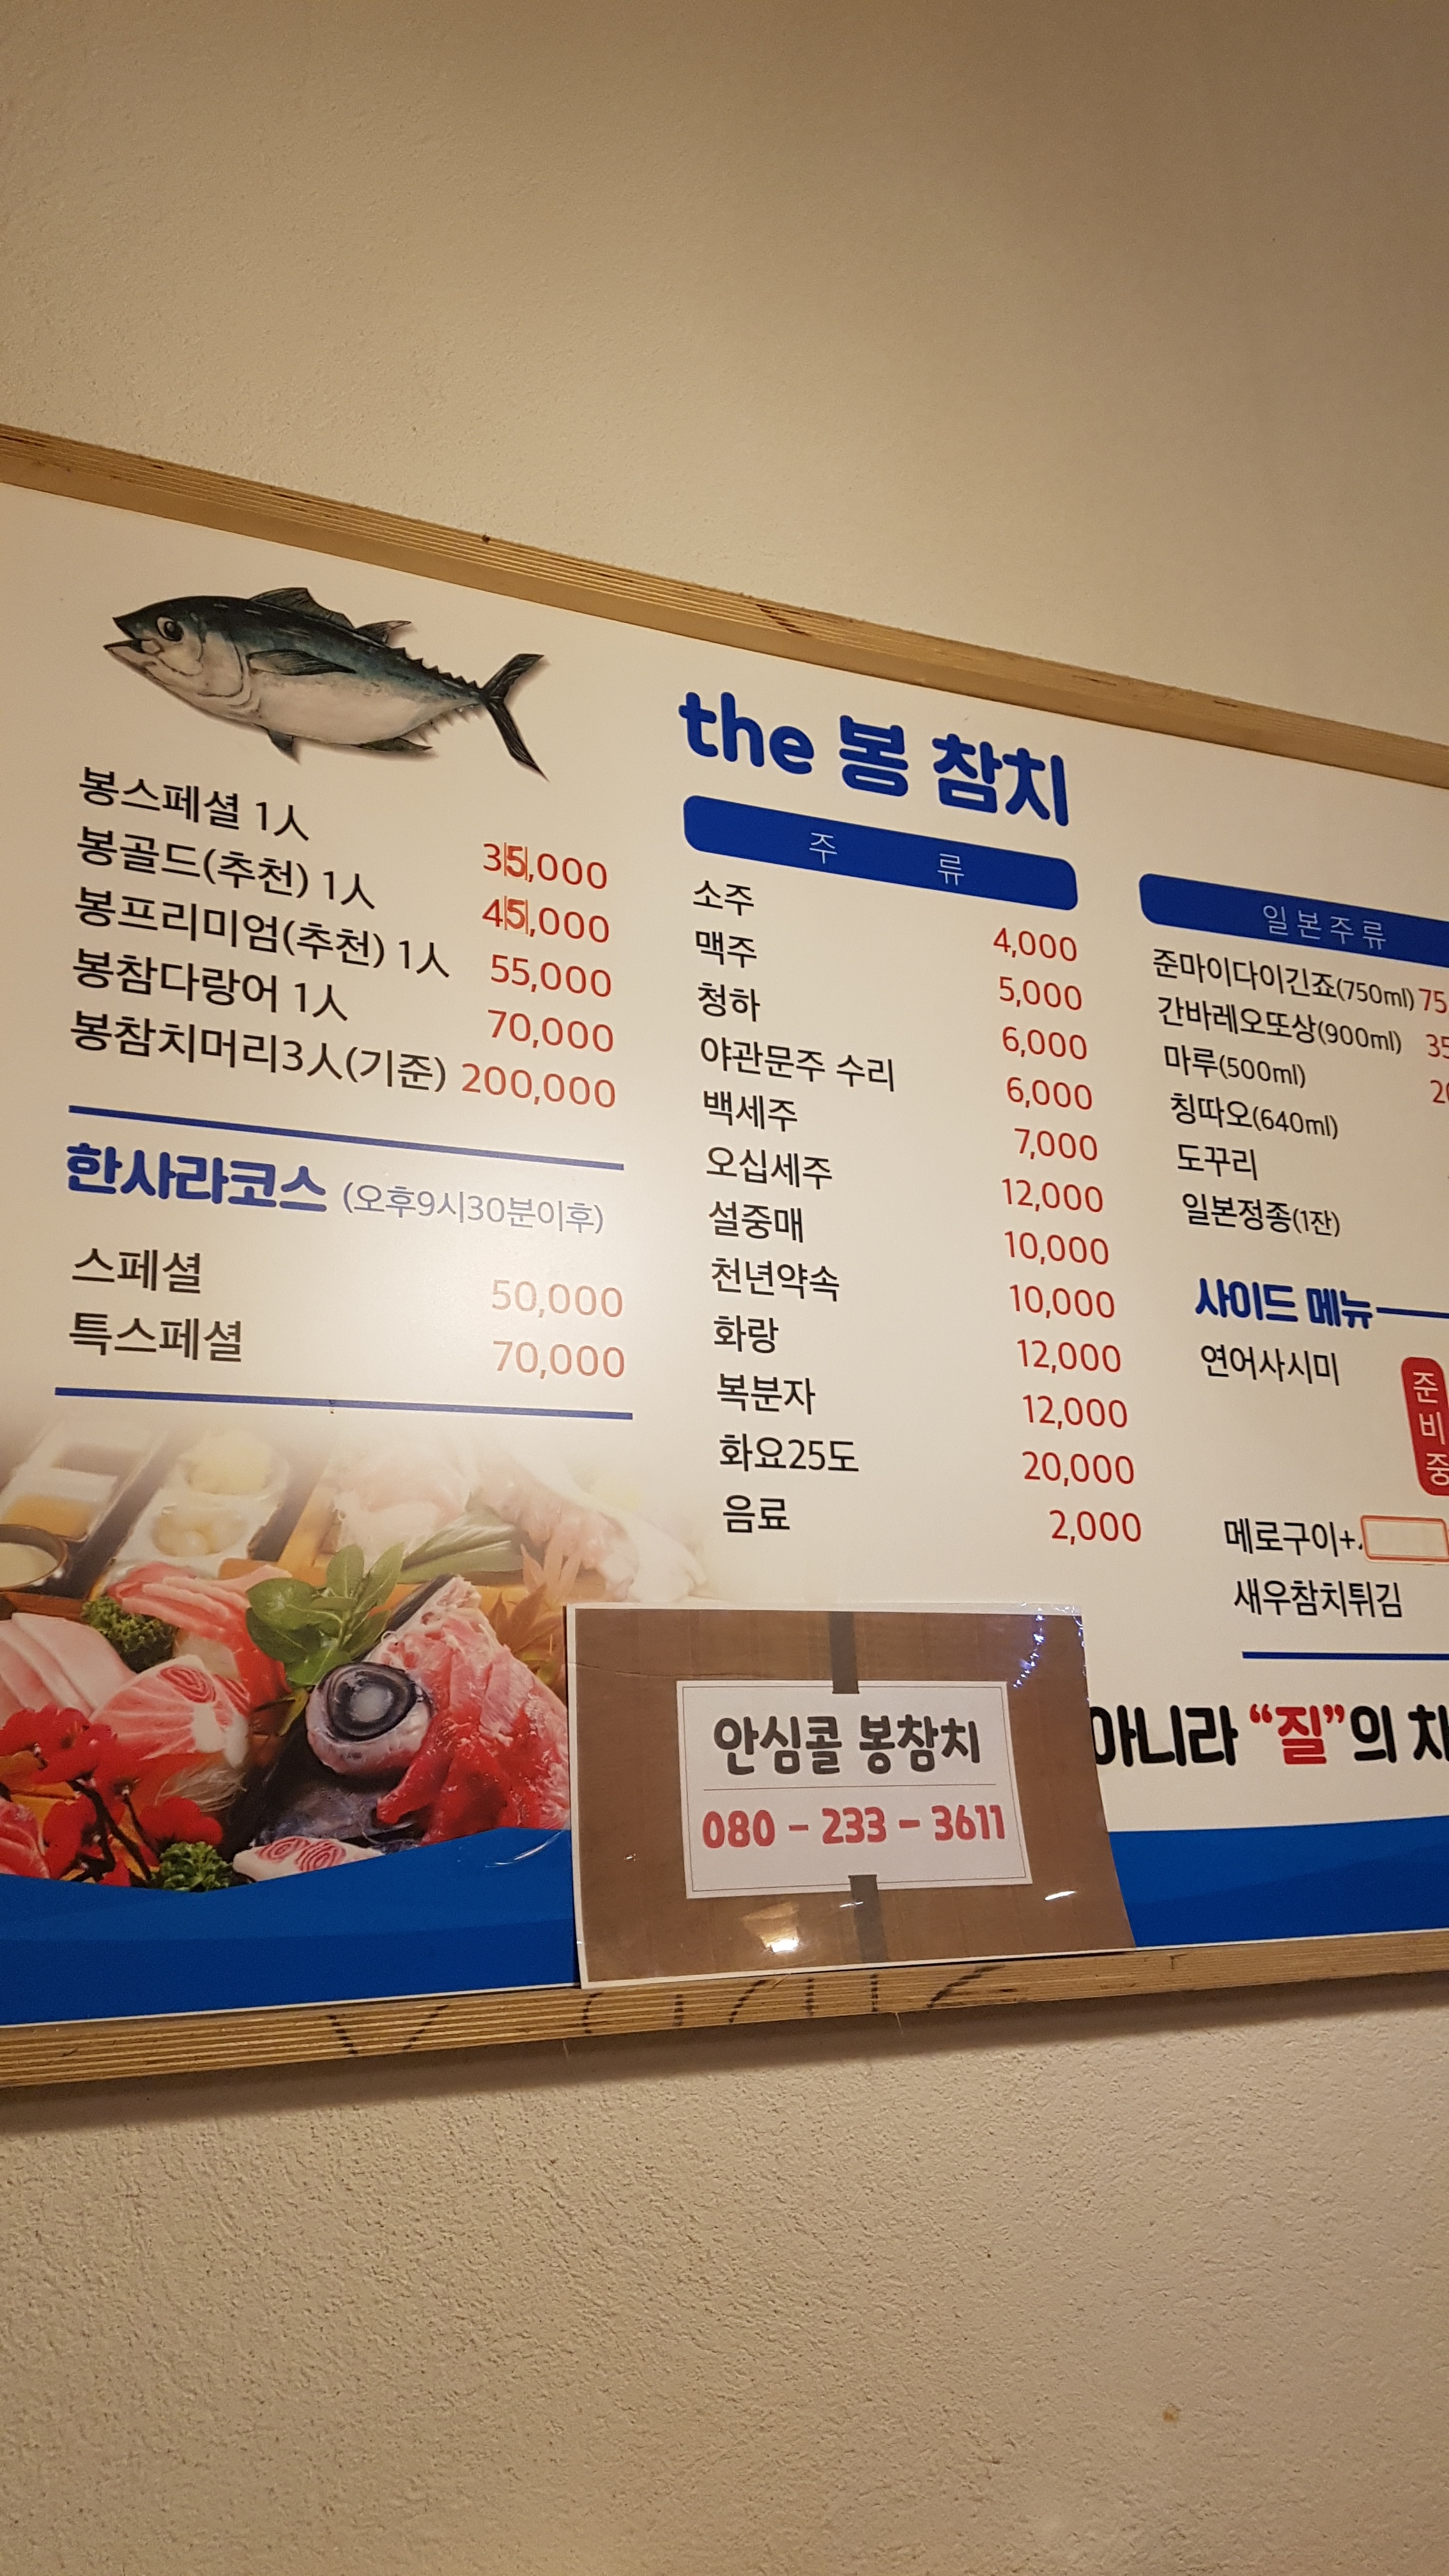 the 봉 참치
봉스페셜 1人 35,000
봉골드(추천) 1人 45,000
봉프리미엄(추천) 1人 55,000
봉참다랑어 1人 70,000
봉참치머리3人(기준) 200,000
한사라코스 (오후9시30분이후)
스페셜 50,000
특스페셜 70,000
주 류
소주 4,000
맥주 5,000
청하 6,000
야관문주 수리 6,000
백세주 7,000
오십세주 12,000
설중매 10,000
천년약속 10,000
화랑 12,000
복분자 12,000
화요25도 20,000
음료 2,000
일본주류
준마이다이긴죠(750ml) 75
간바레오또상(900ml) 35
마루(500ml) 20
칭따오(640ml)
도꾸리
일본정종(1잔)
사이드 메뉴
연어사시미
준비중
메로구이+
새우참치튀김
아니라 “질”의 차
안심콜 봉참치
080 - 233 - 3611